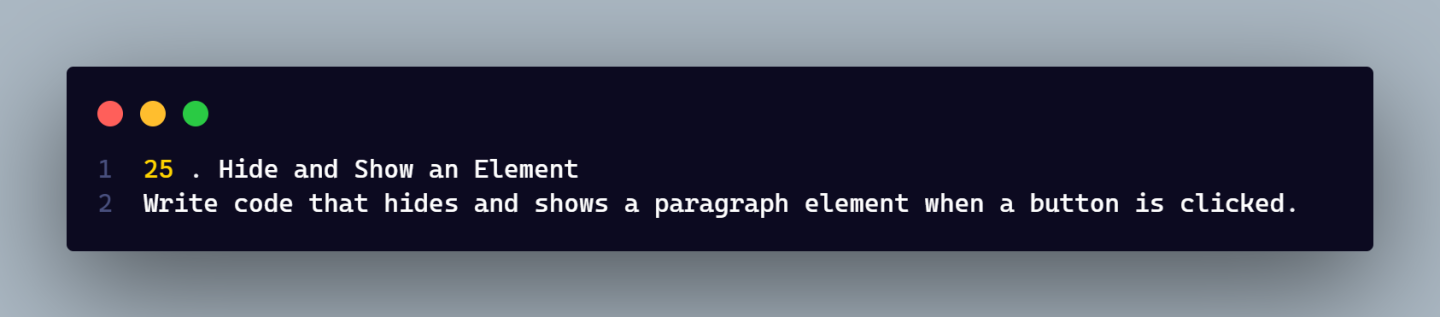 1 25 . Hide and Show an Element
2 Write code that hides and shows a paragraph element when a button is clicked.